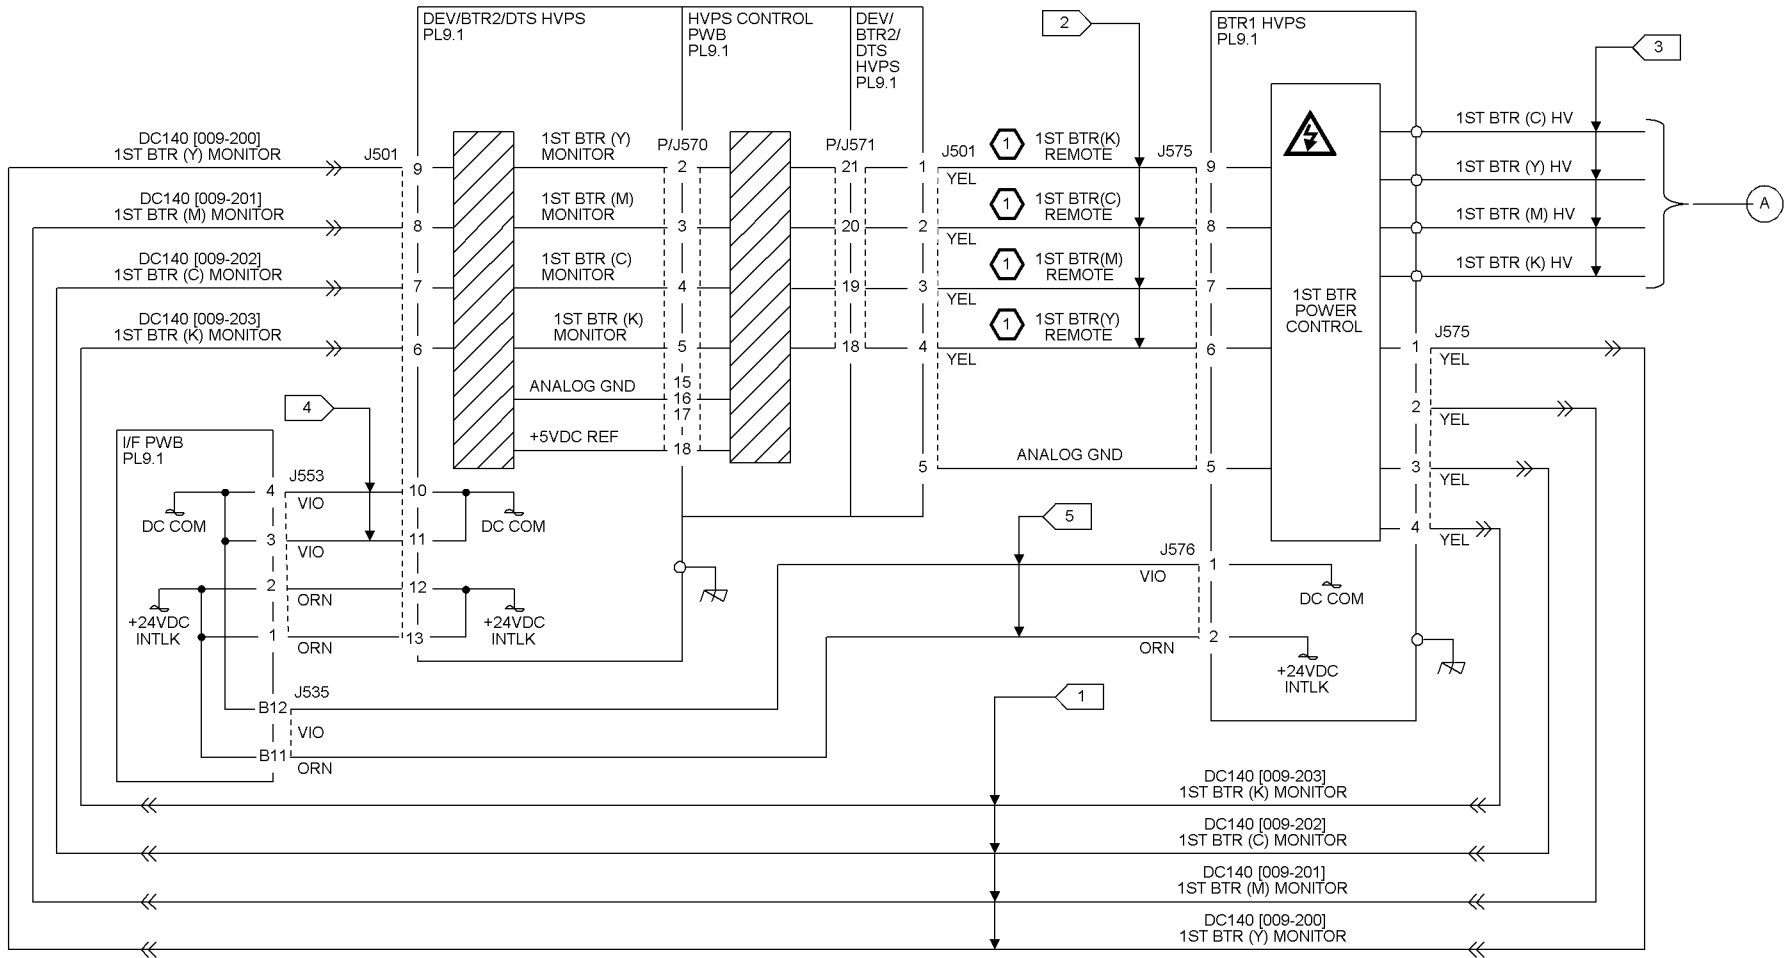 DEV/BTR2/DTS HVPS
PL9.1
HVPS CONTROL
PWB
PL9.1
DEV/
BTR2/
DTS
HVPS
PL9.1
2
BTR1 HVPS
PL9.1
3
DC140 [009-200]
1ST BTR (Y) MONITOR
J501
9
1ST BTR (Y)
MONITOR
P/J570
2
P/J571
21
1
J501
YEL
1
1ST BTR(K)
REMOTE
J575
9
1ST BTR (C) HV
1ST BTR (Y) HV
1ST BTR (M) HV
1ST BTR (K) HV
A
DC140 [009-201]
1ST BTR (M) MONITOR
8
1ST BTR (M)
MONITOR
3
20
2
YEL
1
1ST BTR(C)
REMOTE
8
DC140 [009-202]
1ST BTR (C) MONITOR
7
1ST BTR (C)
MONITOR
4
19
3
YEL
1
1ST BTR(M)
REMOTE
7
1ST BTR
POWER
CONTROL
DC140 [009-203]
1ST BTR (K) MONITOR
6
1ST BTR (K)
MONITOR
5
18
4
YEL
1
1ST BTR(Y)
REMOTE
6
J575
1
YEL
2
YEL
3
YEL
4
YEL
ANALOG GND
15
16
17
+5VDC REF
18
5
ANALOG GND
5
4
I/F PWB
PL9.1
J553
4
VIO
10
DC COM
DC COM
3
VIO
11
2
ORN
12
+24VDC
INTLK
+24VDC
INTLK
1
ORN
13
5
J576
1
VIO
DC COM
2
ORN
+24VDC
INTLK
J535
B12
VIO
B11
ORN
1
DC140 [009-203]
1ST BTR (K) MONITOR
DC140 [009-202]
1ST BTR (C) MONITOR
DC140 [009-201]
1ST BTR (M) MONITOR
DC140 [009-200]
1ST BTR (Y) MONITOR